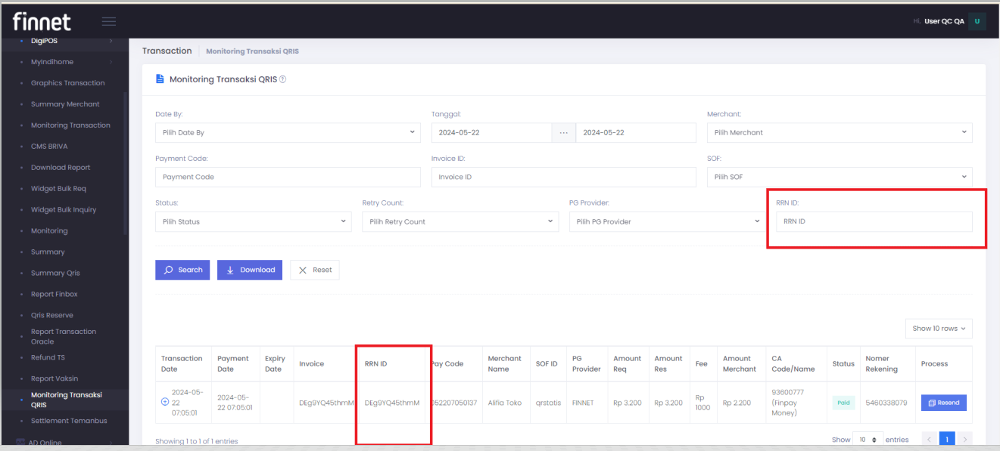 finnet
Hi, User QC QA U
DigiPOS
MyIndihome
Graphics Transaction
Summary Merchant
Monitoring Transaction
CMS BRIVA
Download Report
Widget Bulk Req
Widget Bulk Inquiry
Monitoring
Summary
Summary Qris
Report Finbox
Qris Reserve
Report Transaction
Oracle
Refund TS
Report Vaksin
Monitoring Transaksi
QRIS
Settlement Temanbus
AD Online
Transaction Monitoring Transaksi QRIS
Monitoring Transaksi QRIS
Date By: Tanggal: Merchant:
Pilih Date By 2024-05-22 ... 2024-05-22 Pilih Merchant
Payment Code: Invoice ID: SOF:
Payment Code Invoice ID Pilih SOF
Status: Retry Count: PG Provider: RRN ID:
Pilih Status Pilih Retry Count Pilih PG Provider RRN ID
Search Download Reset
Show 10 rows
Transaction Payment Expiry Invoice RRN ID Pay Code Merchant SOF ID PG Amount Amount Fee Amount CA Status Nomer Process
Date Date Date Name Provider Req Res Merchant Code/Name Rekening
2024-05- 2024-05- DEg9YQ45thmM DEg9YQ45thmM 052207050137 Alifia Toko qrstatis FINNET Rp 3.200 Rp 3.200 Rp Rp 2.200 93600777 Paid 5460338079 Resend
22 22 07:05:01 1000 (Finpay
07:05:01 Money)
Showing 1 to 1 of 1 entries Show 10 entries < 1 >